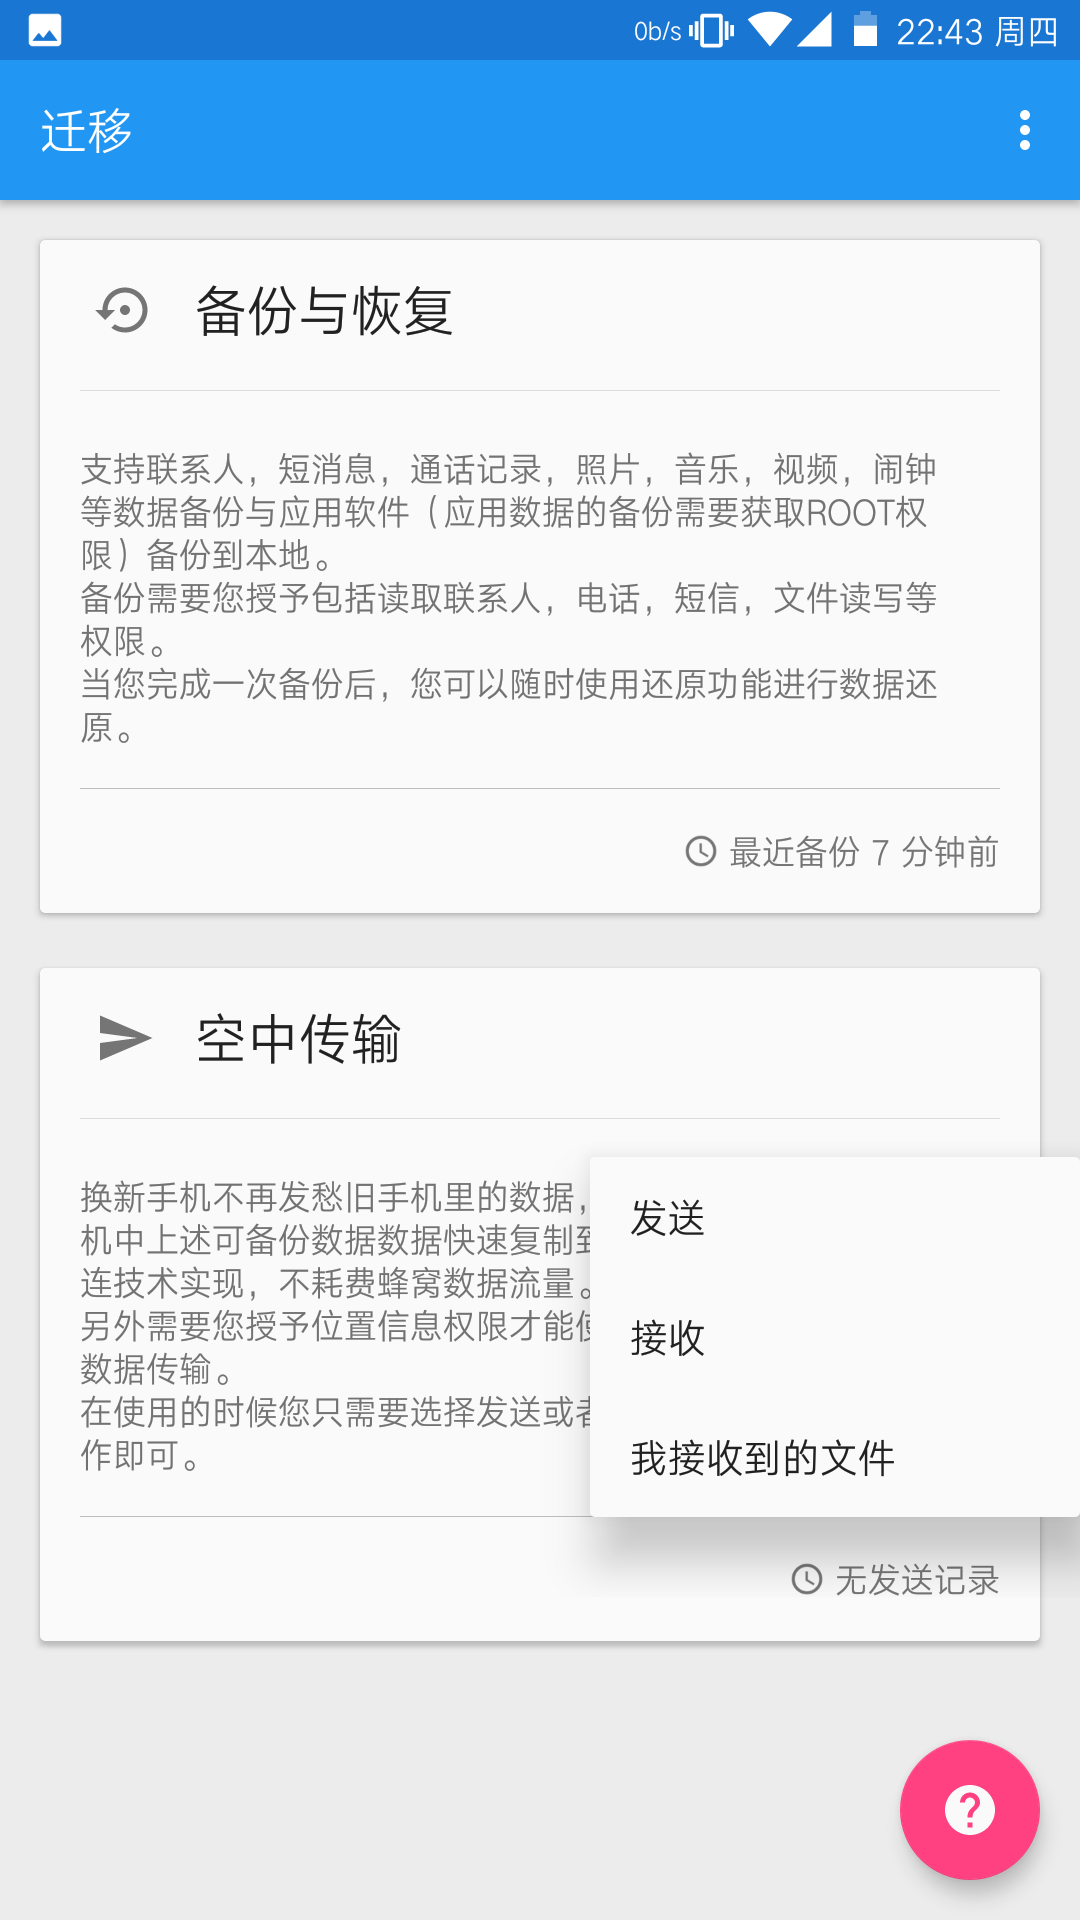 0b/s 22:43 周四
迁移
备份与恢复
支持联系人，短消息，通话记录，照片，音乐，视频，闹钟
等数据备份与应用软件（应用数据的备份需要获取ROOT权
限）备份到本地。
备份需要您授予包括读取联系人，电话，短信，文件读写等
权限。
当您完成一次备份后，您可以随时使用还原功能进行数据还
原。
最近备份 7 分钟前
空中传输
换新手机不再发愁旧手机里的数据，
机中上述可备份数据数据快速复制到
连技术实现，不耗费蜂窝数据流量。
另外需要您授予位置信息权限才能使
数据传输。
在使用的时候您只需要选择发送或者
作即可。
发送
接收
我接收到的文件
无发送记录